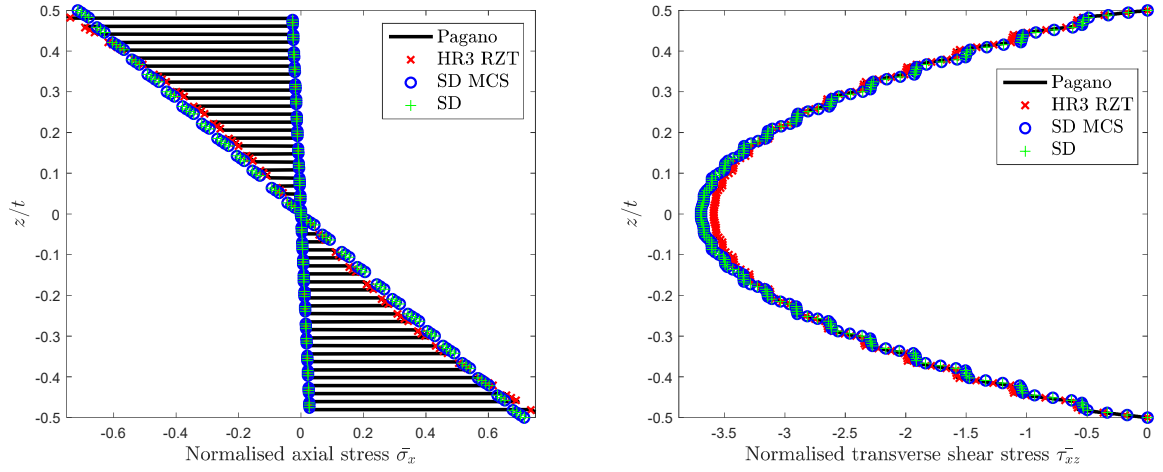 0.5
0.4
0.3
0.2
0.1
0
-0.1
-0.2
-0.3
-0.4
-0.5
z/t
-0.6 -0.4 -0.2 0 0.2 0.4 0.6
Normalised axial stress σ̄_x
Pagano
HR3 RZT
SD MCS
SD
0.5
0.4
0.3
0.2
0.1
0
-0.1
-0.2
-0.3
-0.4
-0.5
z/t
-3.5 -3 -2.5 -2 -1.5 -1 -0.5 0
Normalised transverse shear stress τ̄_xz
Pagano
HR3 RZT
SD MCS
SD